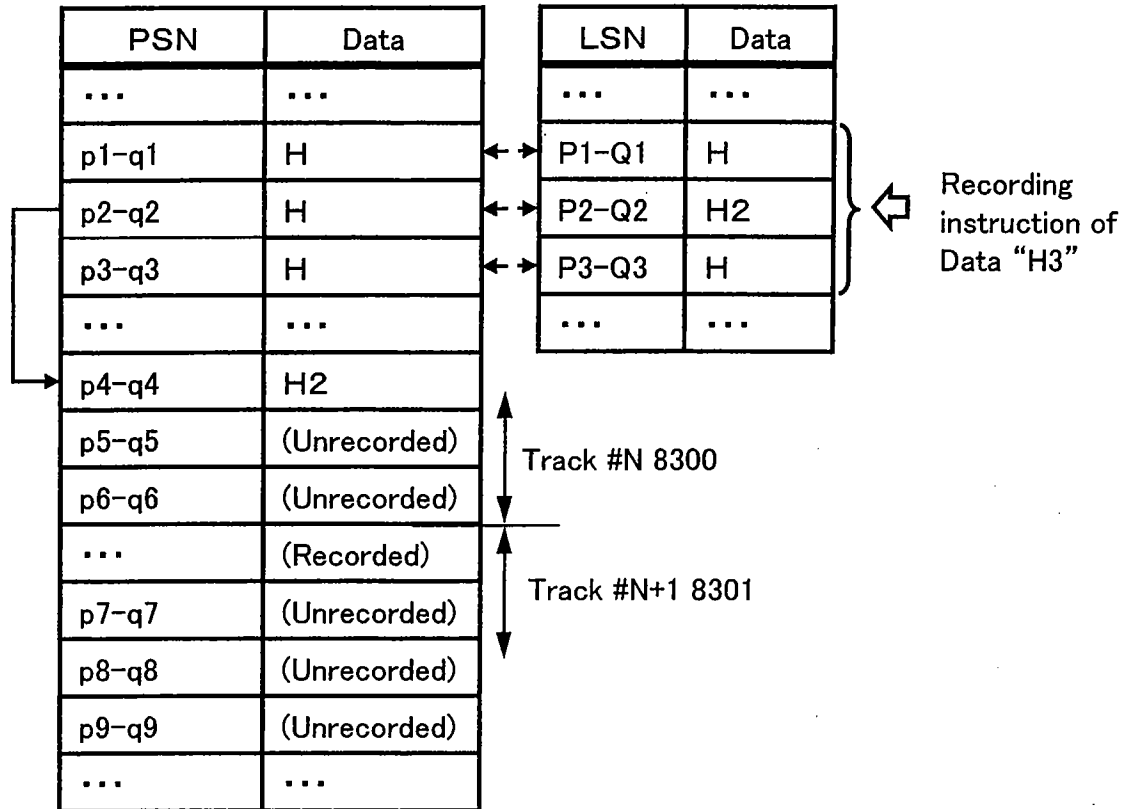 PSN Data LSN Data
... ... ... ...
p1-q1 H P1-Q1 H
p2-q2 H P2-Q2 H2
p3-q3 H P3-Q3 H
... ... ... ...
Recording
instruction of
Data “H3”
p4-q4 H2
p5-q5 (Unrecorded)
p6-q6 (Unrecorded)
Track #N 8300
... (Recorded)
p7-q7 (Unrecorded)
Track #N+1 8301
p8-q8 (Unrecorded)
p9-q9 (Unrecorded)
... ...